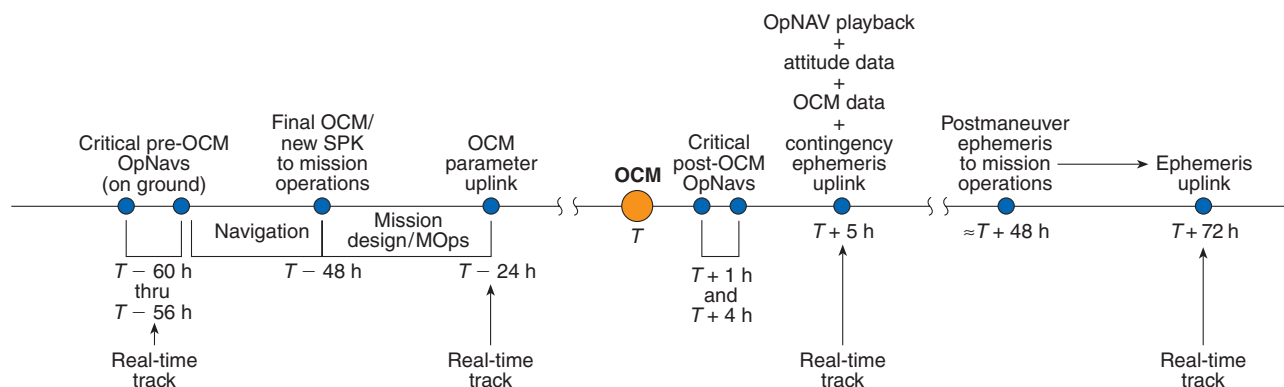 Critical pre-OCM
OpNavs
(on ground)
T – 60 h
thru
T – 56 h
Real-time
track
Navigation
Final OCM/
new SPK
to mission
operations
T – 48 h
Mission
design/MOps
OCM
parameter
uplink
T – 24 h
Real-time
track
OCM
T
Critical
post-OCM
OpNavs
T + 1 h
and
T + 4 h
OpNAV playback
+
attitude data
+
OCM data
+
contingency
ephemeris
uplink
T + 5 h
Real-time
track
Postmaneuver
ephemeris
to mission
operations
≈T + 48 h
Ephemeris
uplink
T + 72 h
Real-time
track